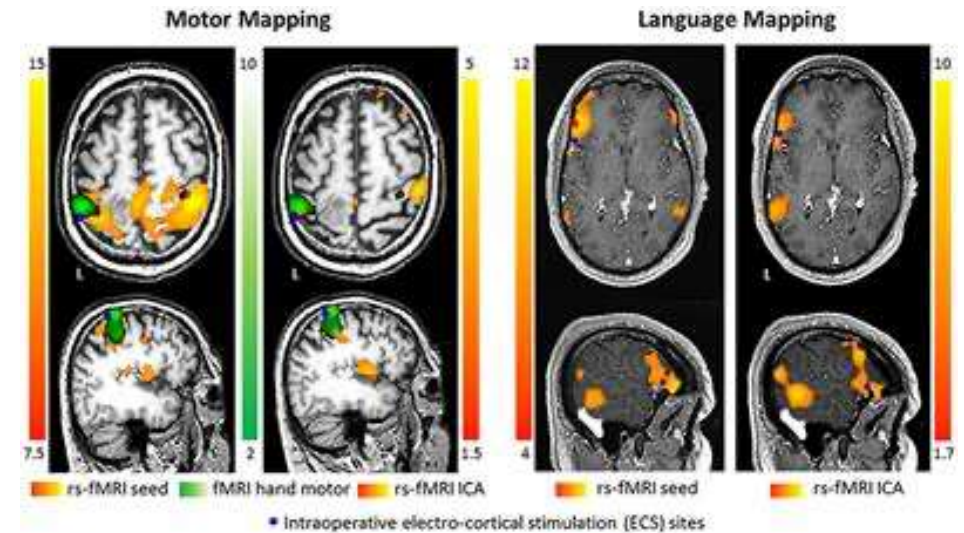 Motor Mapping
Language Mapping
15
10
5
12
10
L
L
L
7.5
2
1.5
4
1.7
rs-fMRI seed
fMRI hand motor
rs-fMRI ICA
rs-fMRI seed
rs-fMRI ICA
Intraoperative electro-cortical stimulation (ECS) sites